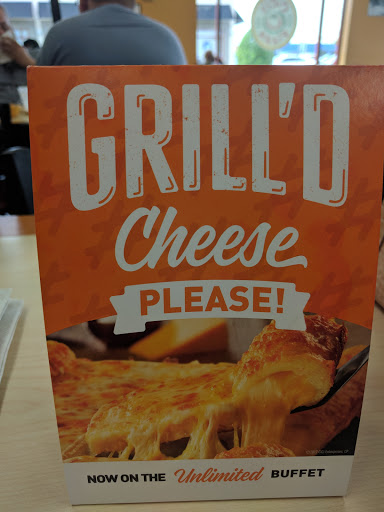 GRILL'D
Cheese
PLEASE!
NOW ON THE Unlimited BUFFET